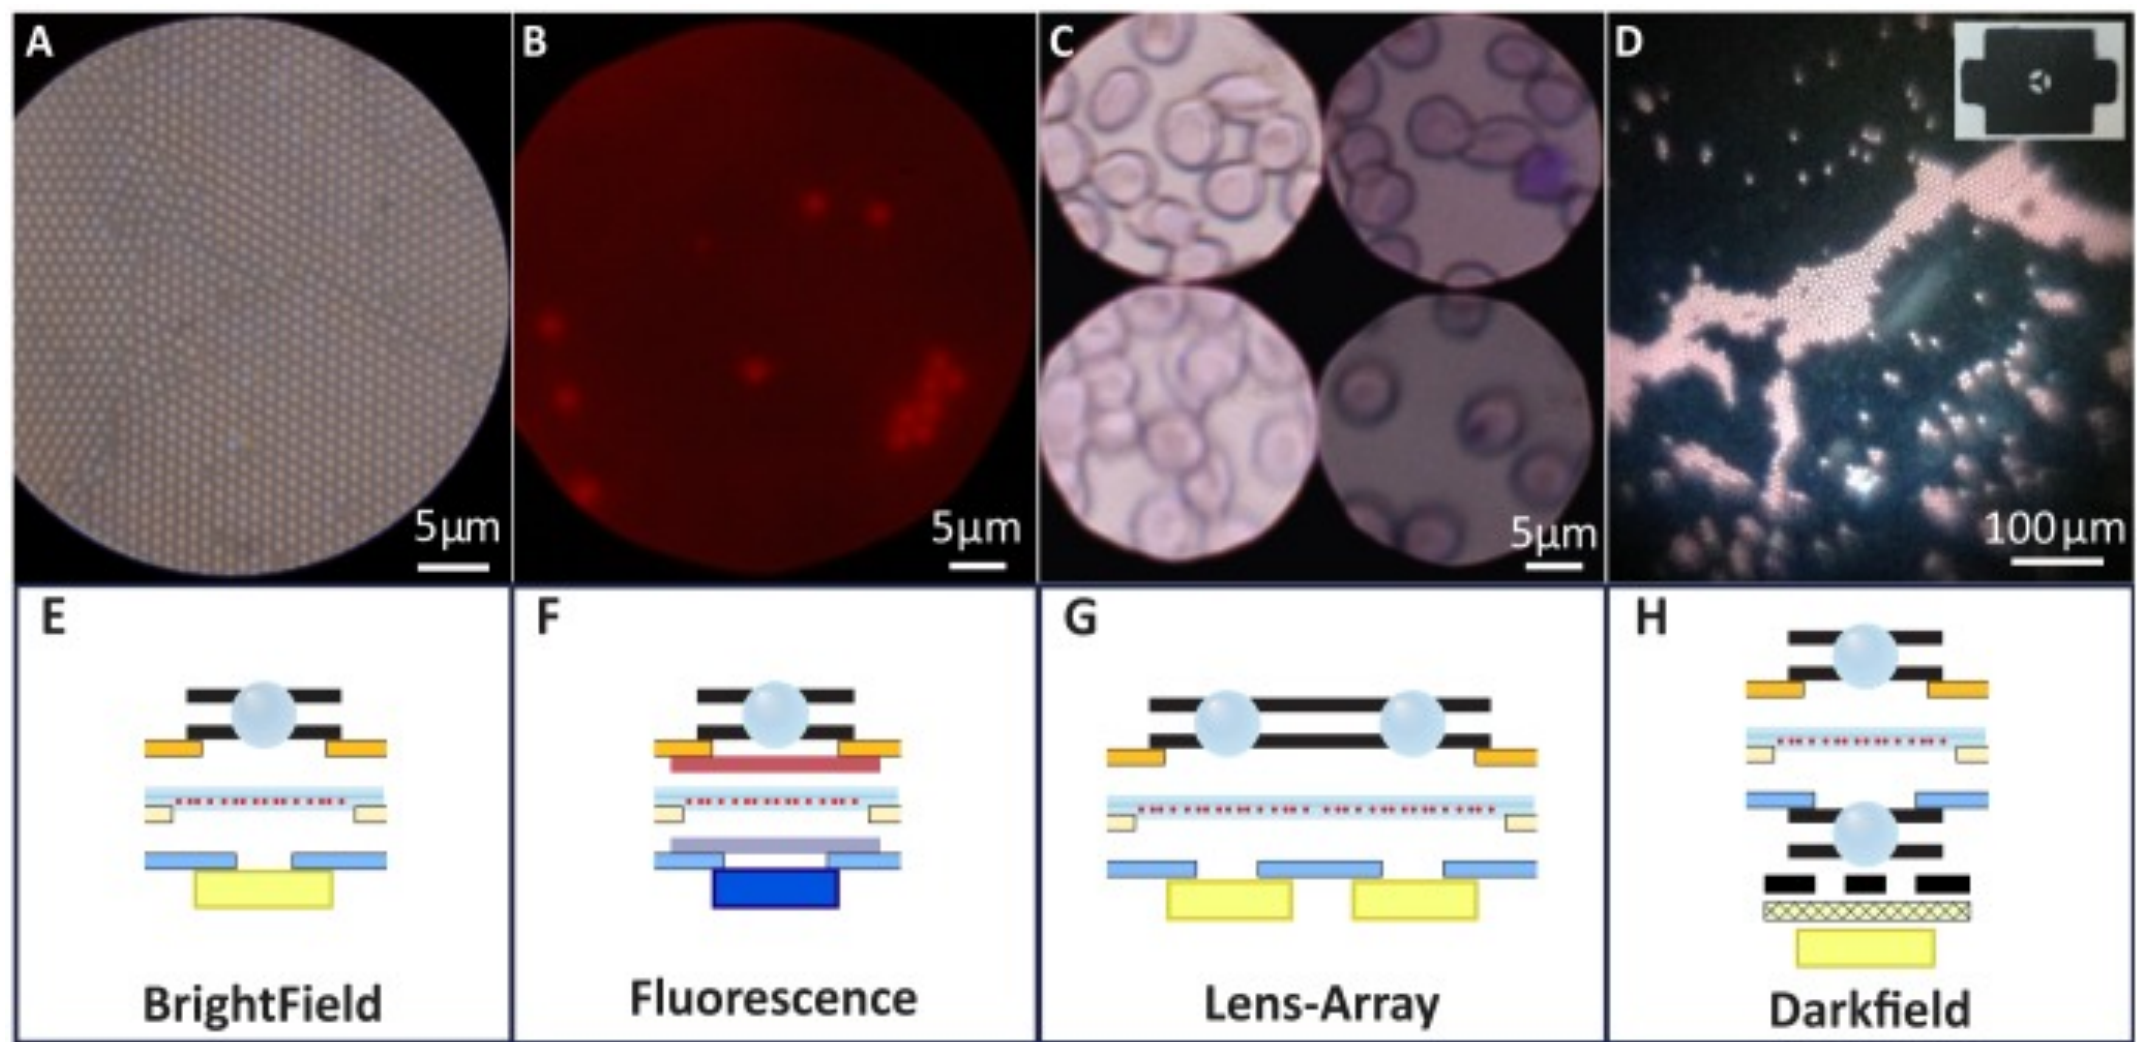 A
B
C
D
5μm
5μm
5μm
100μm
E
F
G
H
BrightField
Fluorescence
Lens-Array
Darkfield